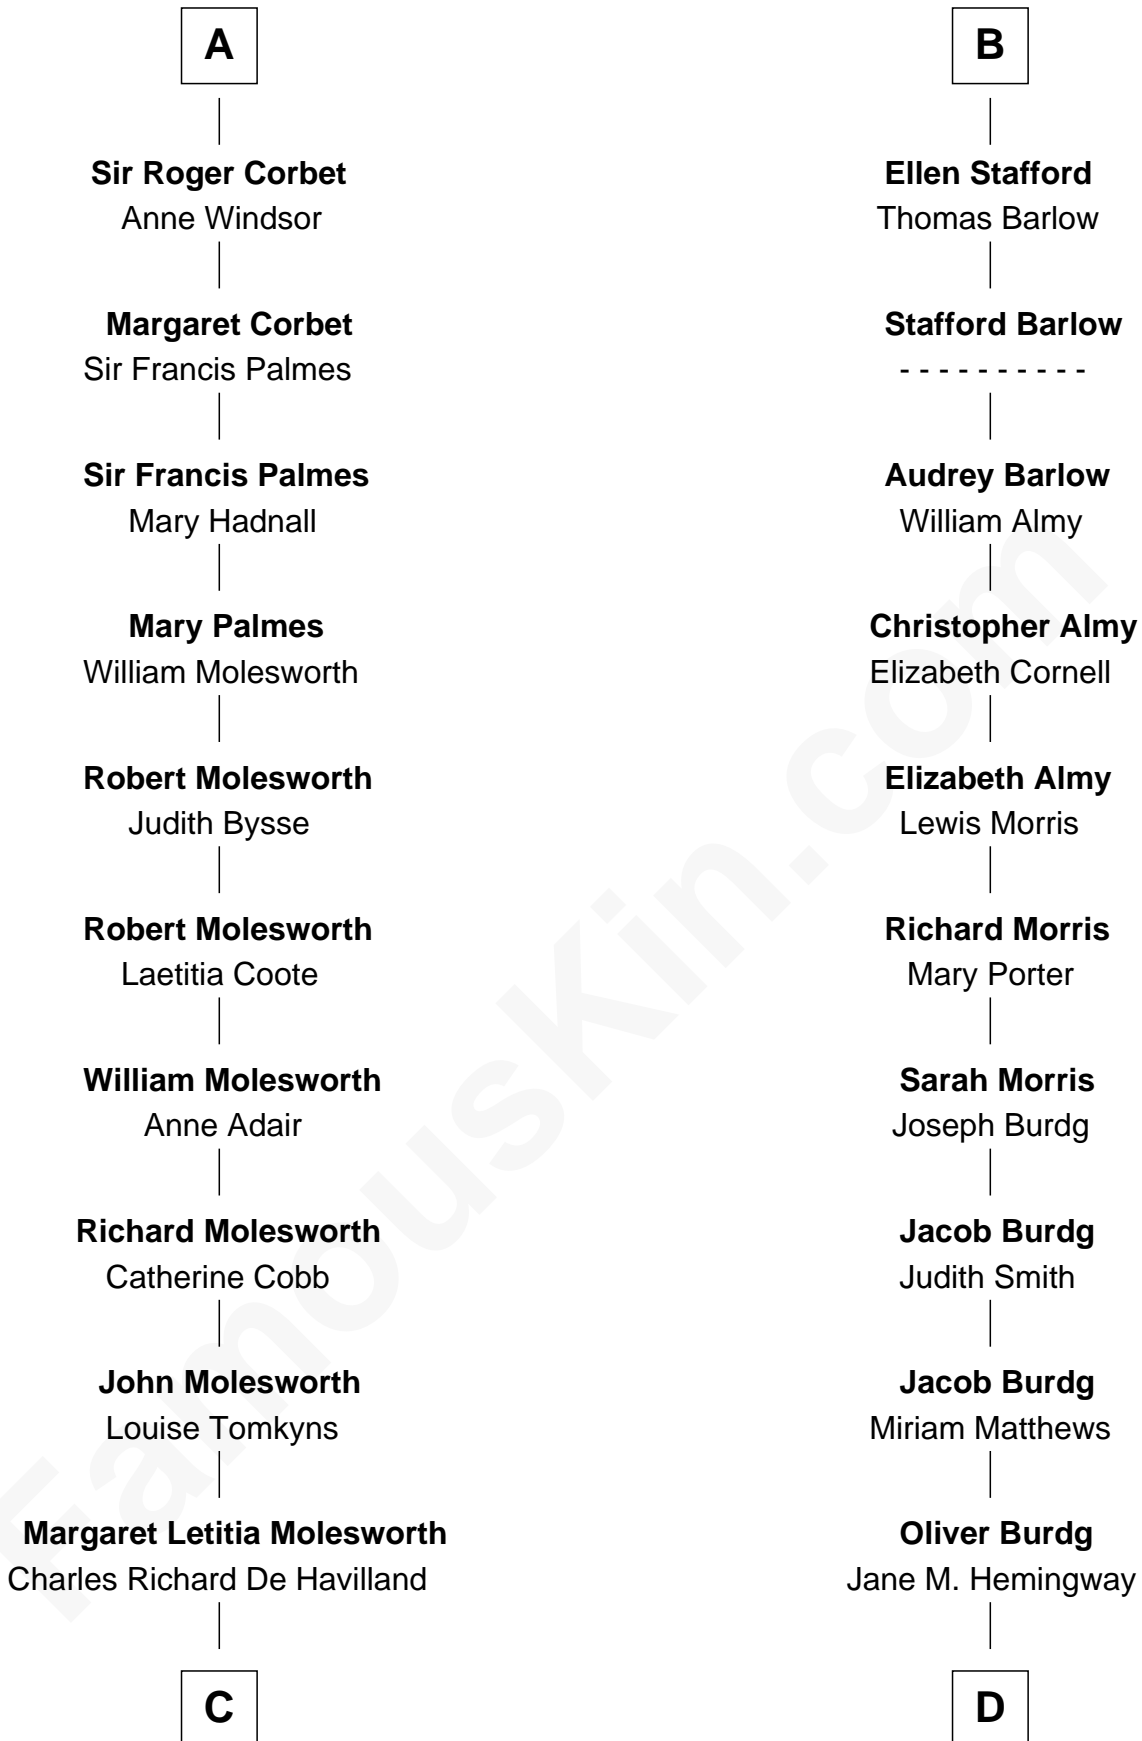 A
Sir Roger Corbet
Anne Windsor
Margaret Corbet
Sir Francis Palmes
Sir Francis Palmes
Mary Hadnall
Mary Palmes
William Molesworth
Robert Molesworth
Judith Bysse
Robert Molesworth
Laetitia Coote
William Molesworth
Anne Adair
Richard Molesworth
Catherine Cobb
John Molesworth
Louise Tomkyns
Margaret Letitia Molesworth
Charles Richard De Havilland
C
B
Ellen Stafford
Thomas Barlow
Stafford Barlow
- - - - - - - - - -
Audrey Barlow
William Almy
Christopher Almy
Elizabeth Cornell
Elizabeth Almy
Lewis Morris
Richard Morris
Mary Porter
Sarah Morris
Joseph Burdg
Jacob Burdg
Judith Smith
Jacob Burdg
Miriam Matthews
Oliver Burdg
Jane M. Hemingway
D
FamousKin.com